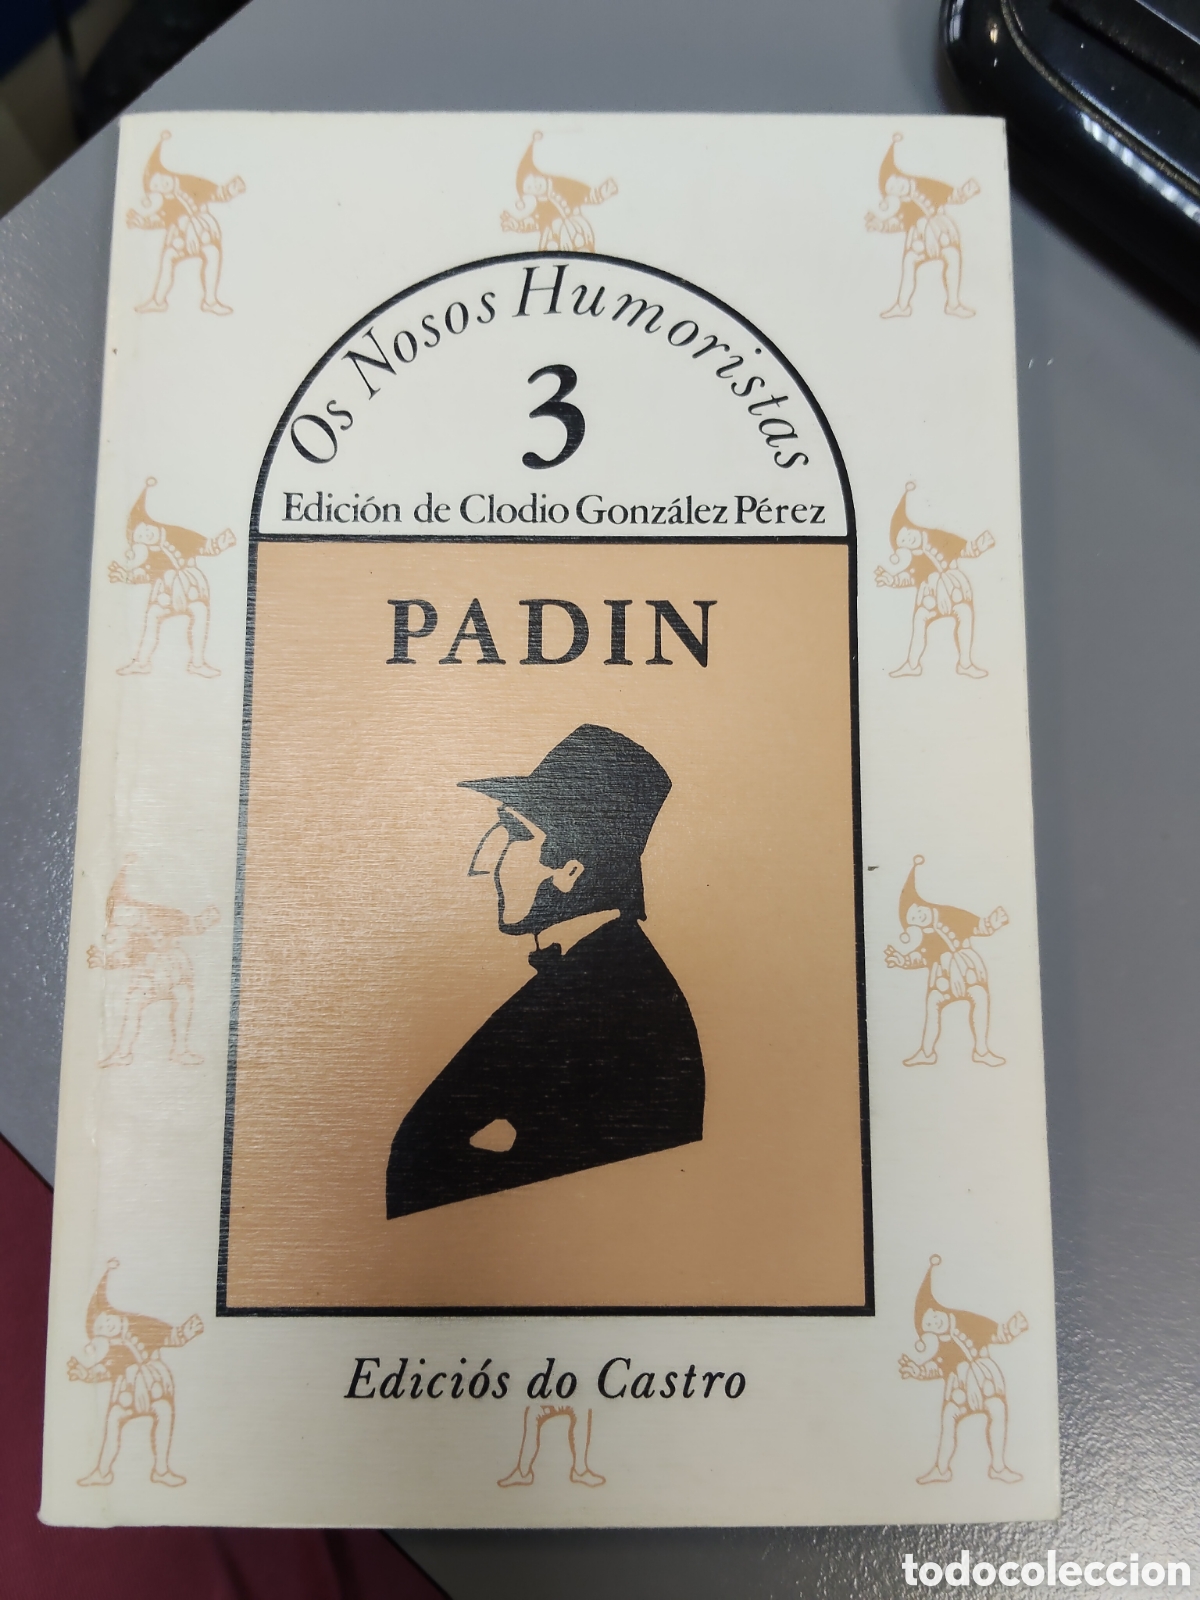 Os Nosos Humoristas
3
Edición de Clodio González Pérez
PADIN
Ediciós do Castro
todocoleccion